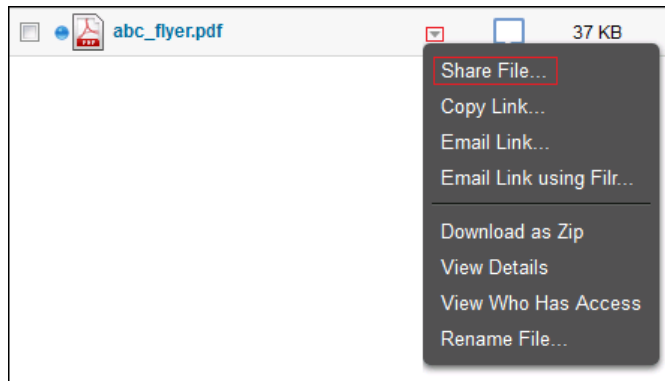 abc_flyer.pdf 37 KB
Share File...
Copy Link...
Email Link...
Email Link using Filr...
Download as Zip
View Details
View Who Has Access
Rename File...